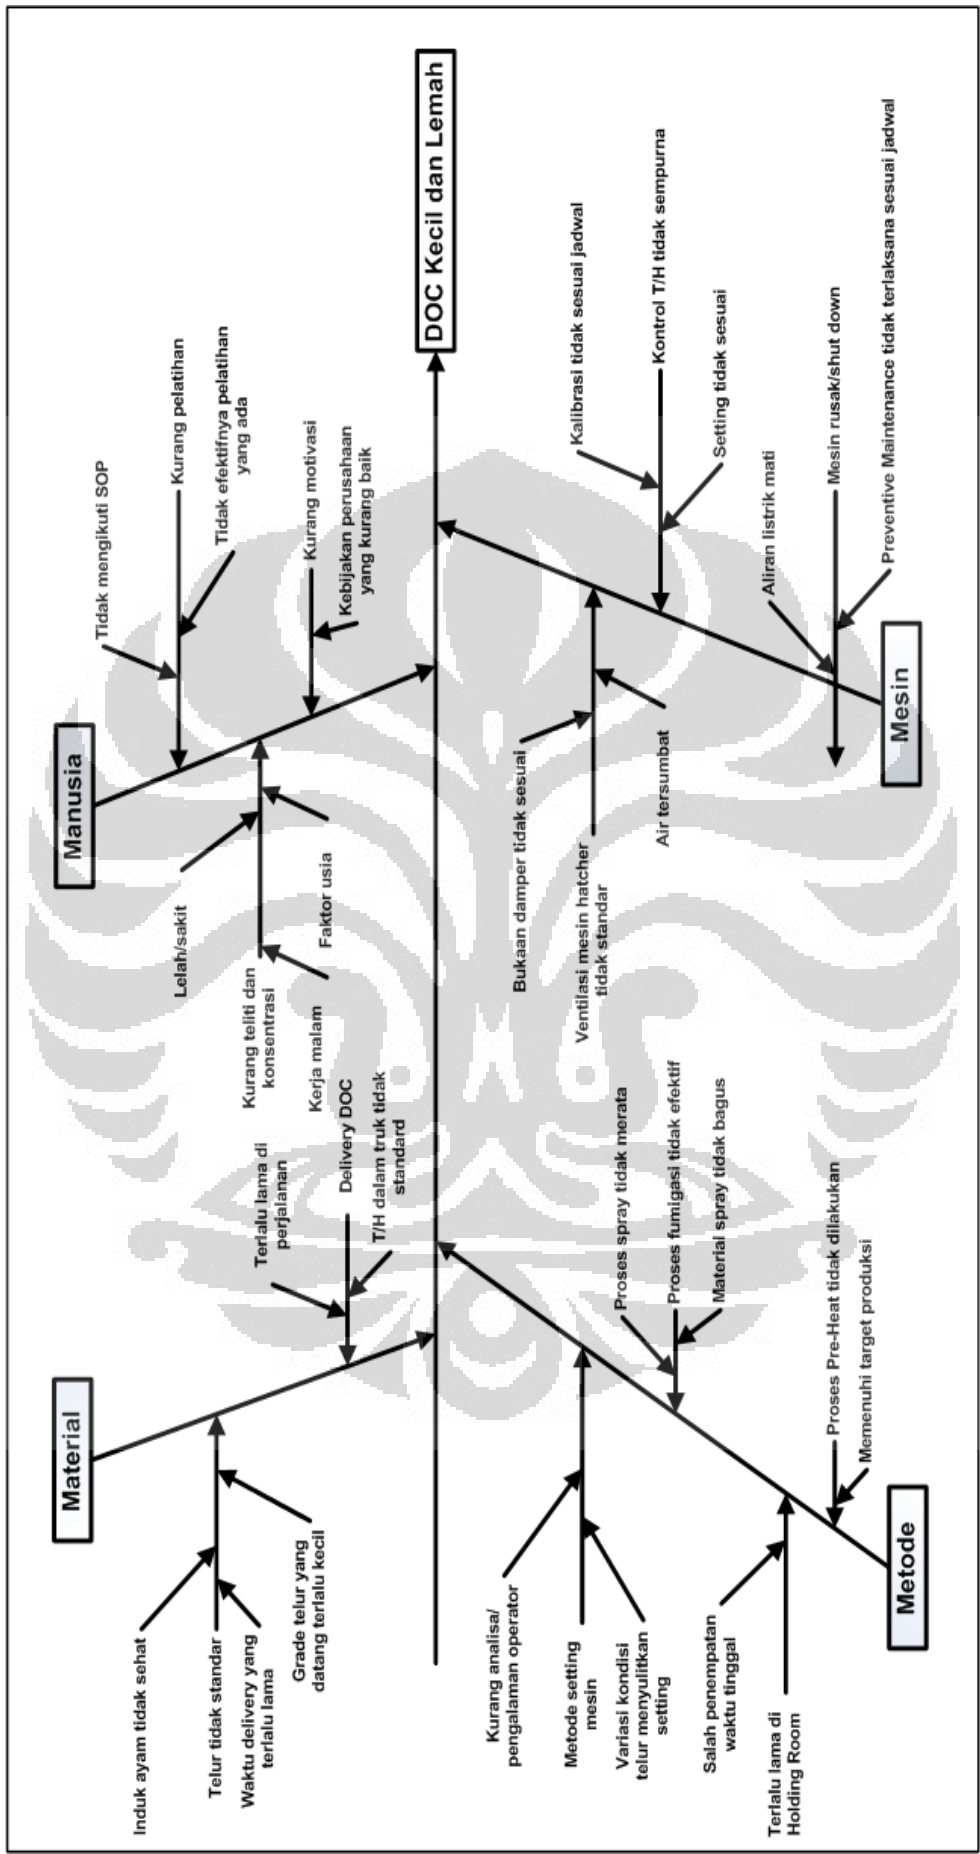 Material
Induk ayam tidak sehat
Telur tidak standar
Waktu delivery yang
terlalu lama
Grade telur yang
datang terlalu kecil
Terlalu lama di
perjalanan
Delivery DOC
T/H dalam truk tidak
standard
Manusia
Tidak mengikuti SOP
Kurang pelatihan
Tidak efektifnya pelatihan
yang ada
Lelah/sakit
Kurang teliti dan
konsentrasi
Kerja malam
Faktor usia
Kurang motivasi
Kebijakan perusahaan
yang kurang baik
DOC Kecil dan Lemah
Metode
Kurang analisa/
pengalaman operator
Metode setting
mesin
Variasi kondisi
telur menyulitkan
setting
Proses spray tidak merata
Proses fumigasi tidak efektif
Material spray tidak bagus
Salah penempatan
waktu tinggal
Terlalu lama di
Holding Room
Proses Pre-Heat tidak dilakukan
Memenuhi target produksi
Mesin
Bukaan damper tidak sesuai
Ventilasi mesin hatcher
tidak standar
Air tersumbat
Kalibrasi tidak sesuai jadwal
Kontrol T/H tidak sempurna
Setting tidak sesuai
Aliran listrik mati
Mesin rusak/shut down
Preventive Maintenance tidak terlaksana sesuai jadwal